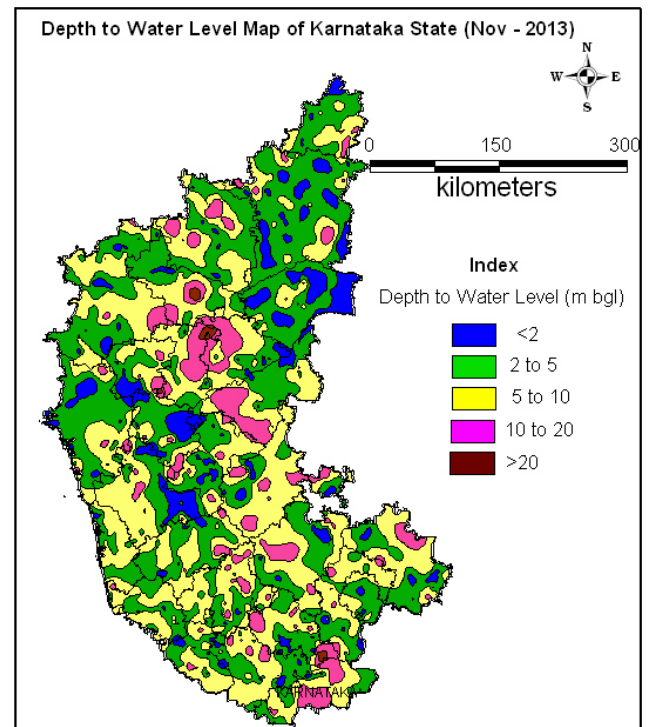 Depth to Water Level Map of Karnataka State (Nov - 2013)
N
W E
S
0 150 300
kilometers
Index
Depth to Water Level (m bgl)
<2
2 to 5
5 to 10
10 to 20
>20
KARNATAKA